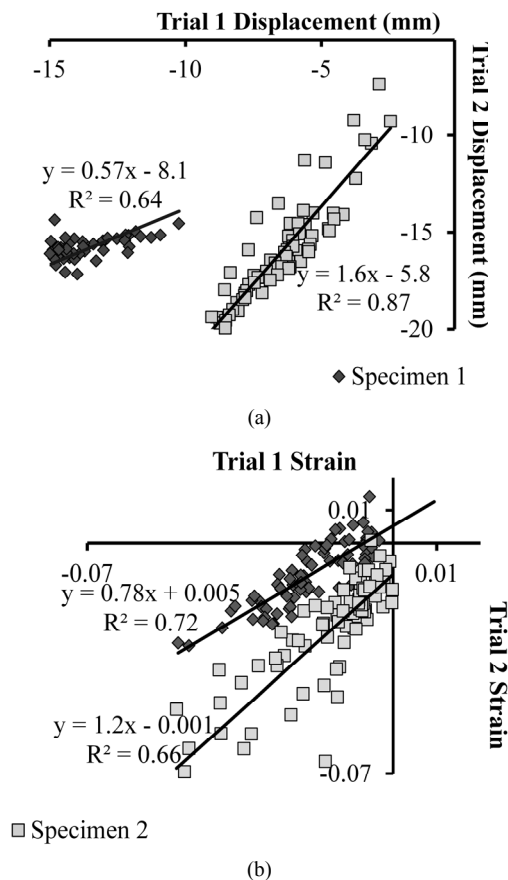 Trial 1 Displacement (mm)
-15 -10 -5
Trial 2 Displacement (mm)
-10
y = 0.57x - 8.1
R² = 0.64
-15
y = 1.6x - 5.8
R² = 0.87
-20
Specimen 1
(a)
Trial 1 Strain
0.01
-0.07 0.01
y = 0.78x + 0.005
R² = 0.72
Trial 2 Strain
y = 1.2x - 0.001
R² = 0.66
-0.07
Specimen 2
(b)